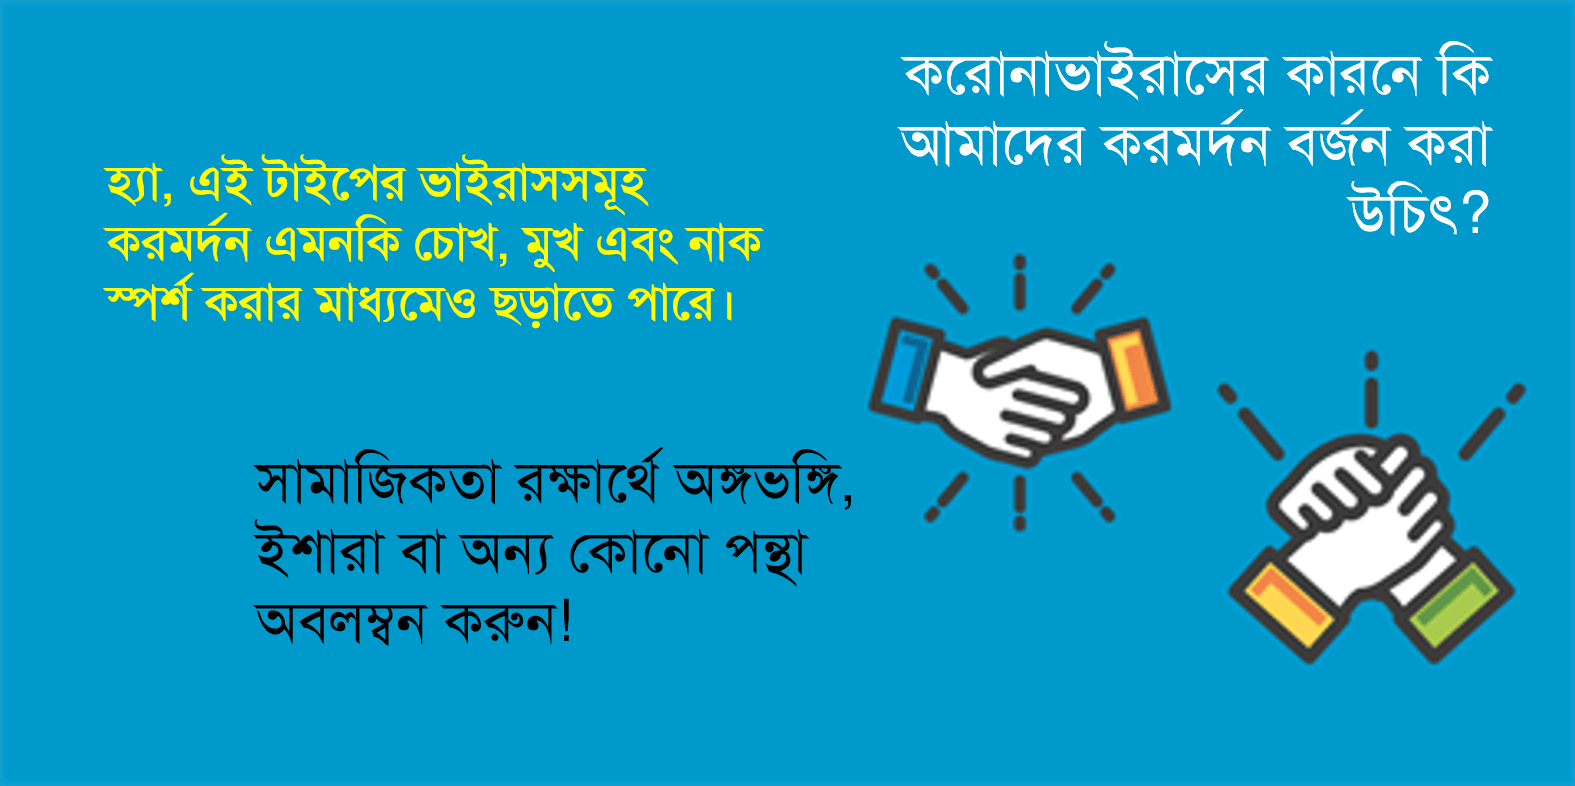 করোনাভাইরাসের কারনে কি
আমাদের করমর্দন বর্জন করা
উচিৎ?
হ্যা, এই টাইপের ভাইরাসসমূহ
করমর্দন এমনকি চোখ, মুখ এবং নাক
স্পর্শ করার মাধ্যমেও ছড়াতে পারে।
সামাজিকতা রক্ষার্থে অঙ্গভঙ্গি,
ইশারা বা অন্য কোনো পন্থা
অবলম্বন করুন!